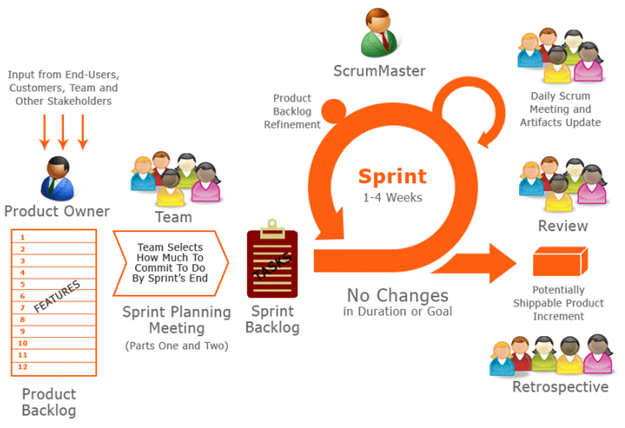 Input from End-Users,
Customers, Team and
Other Stakeholders
Product Owner
1
2
3
4
5
6
7
8
9
10
11
12
FEATURES
Product
Backlog
Team
Team Selects
How Much To
Commit To Do
By Sprint's End
Sprint Planning
Meeting
(Parts One and Two)
TASKS
Sprint
Backlog
ScrumMaster
Product
Backlog
Refinement
Sprint
1-4 Weeks
No Changes
in Duration or Goal
Daily Scrum
Meeting and
Artifacts Update
Review
Potentially
Shippable Product
Increment
Retrospective